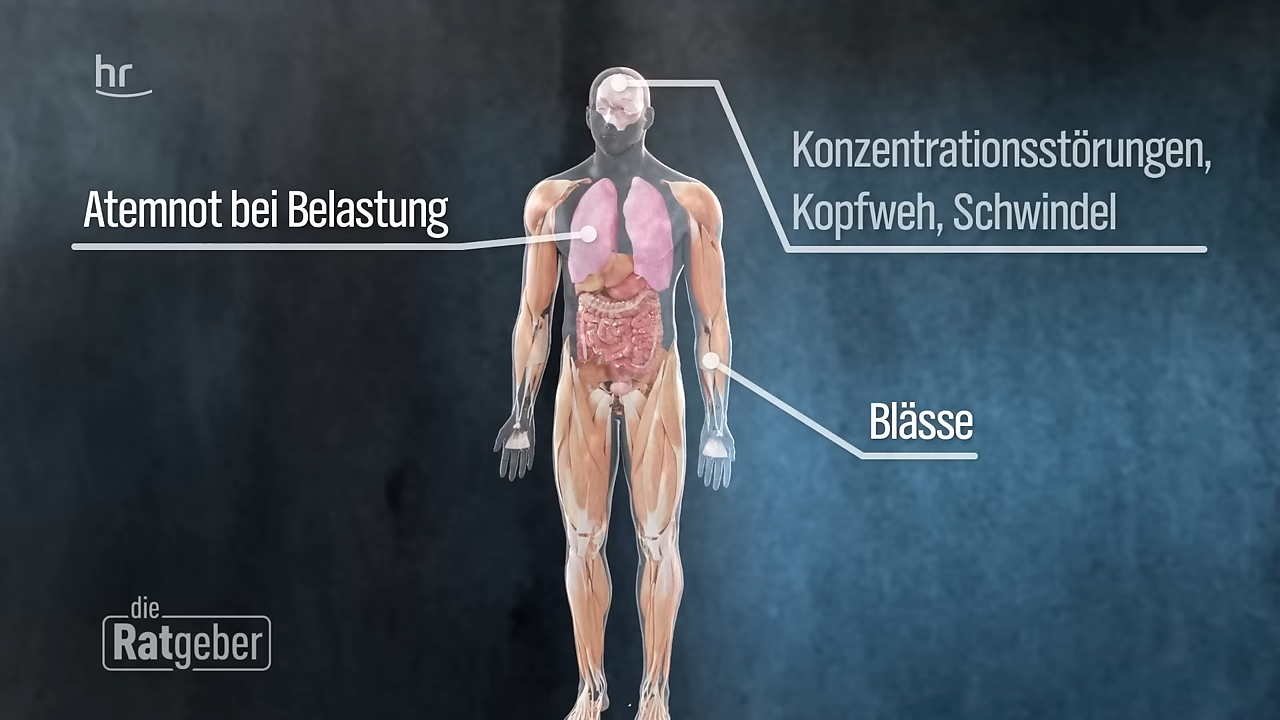 hr
Atemnot bei Belastung
Konzentrationsstörungen,
Kopfweh, Schwindel
Blässe
die
Ratgeber